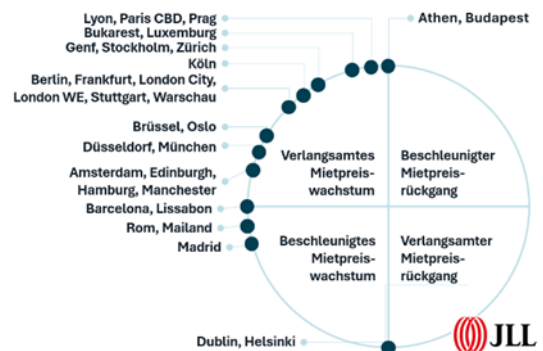 Lyon, Paris CBD, Prag
Bukarest, Luxemburg
Genf, Stockholm, Zürich
Köln
Berlin, Frankfurt, London City,
London WE, Stuttgart, Warschau
Brüssel, Oslo
Düsseldorf, München
Amsterdam, Edinburgh,
Hamburg, Manchester
Barcelona, Lissabon
Rom, Mailand
Madrid
Dublin, Helsinki
Athen, Budapest
Verlangsamtes
Mietpreis-
wachstum
Beschleunigter
Mietpreis-
rückgang
Beschleunigtes
Mietpreis-
wachstum
Verlangsamter
Mietpreis-
rückgang
JLL